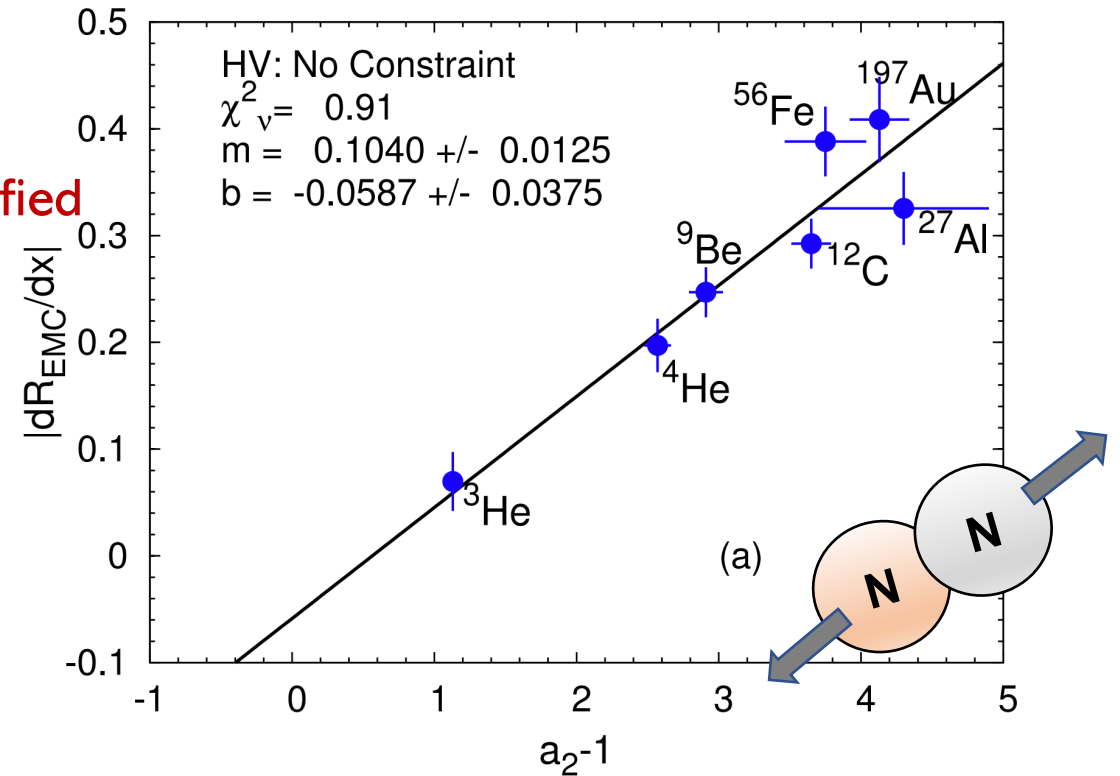 0.5
0.4
0.3
0.2
0.1
0
-0.1
|dR_EMC/dx|
HV: No Constraint
χ²_ν= 0.91
m = 0.1040 +/- 0.0125
b = -0.0587 +/- 0.0375
fied
¹⁹⁷Au
⁵⁶Fe
²⁷Al
¹²C
⁹Be
⁴He
³He
(a)
N
N
-1 0 1 2 3 4 5
a₂-1